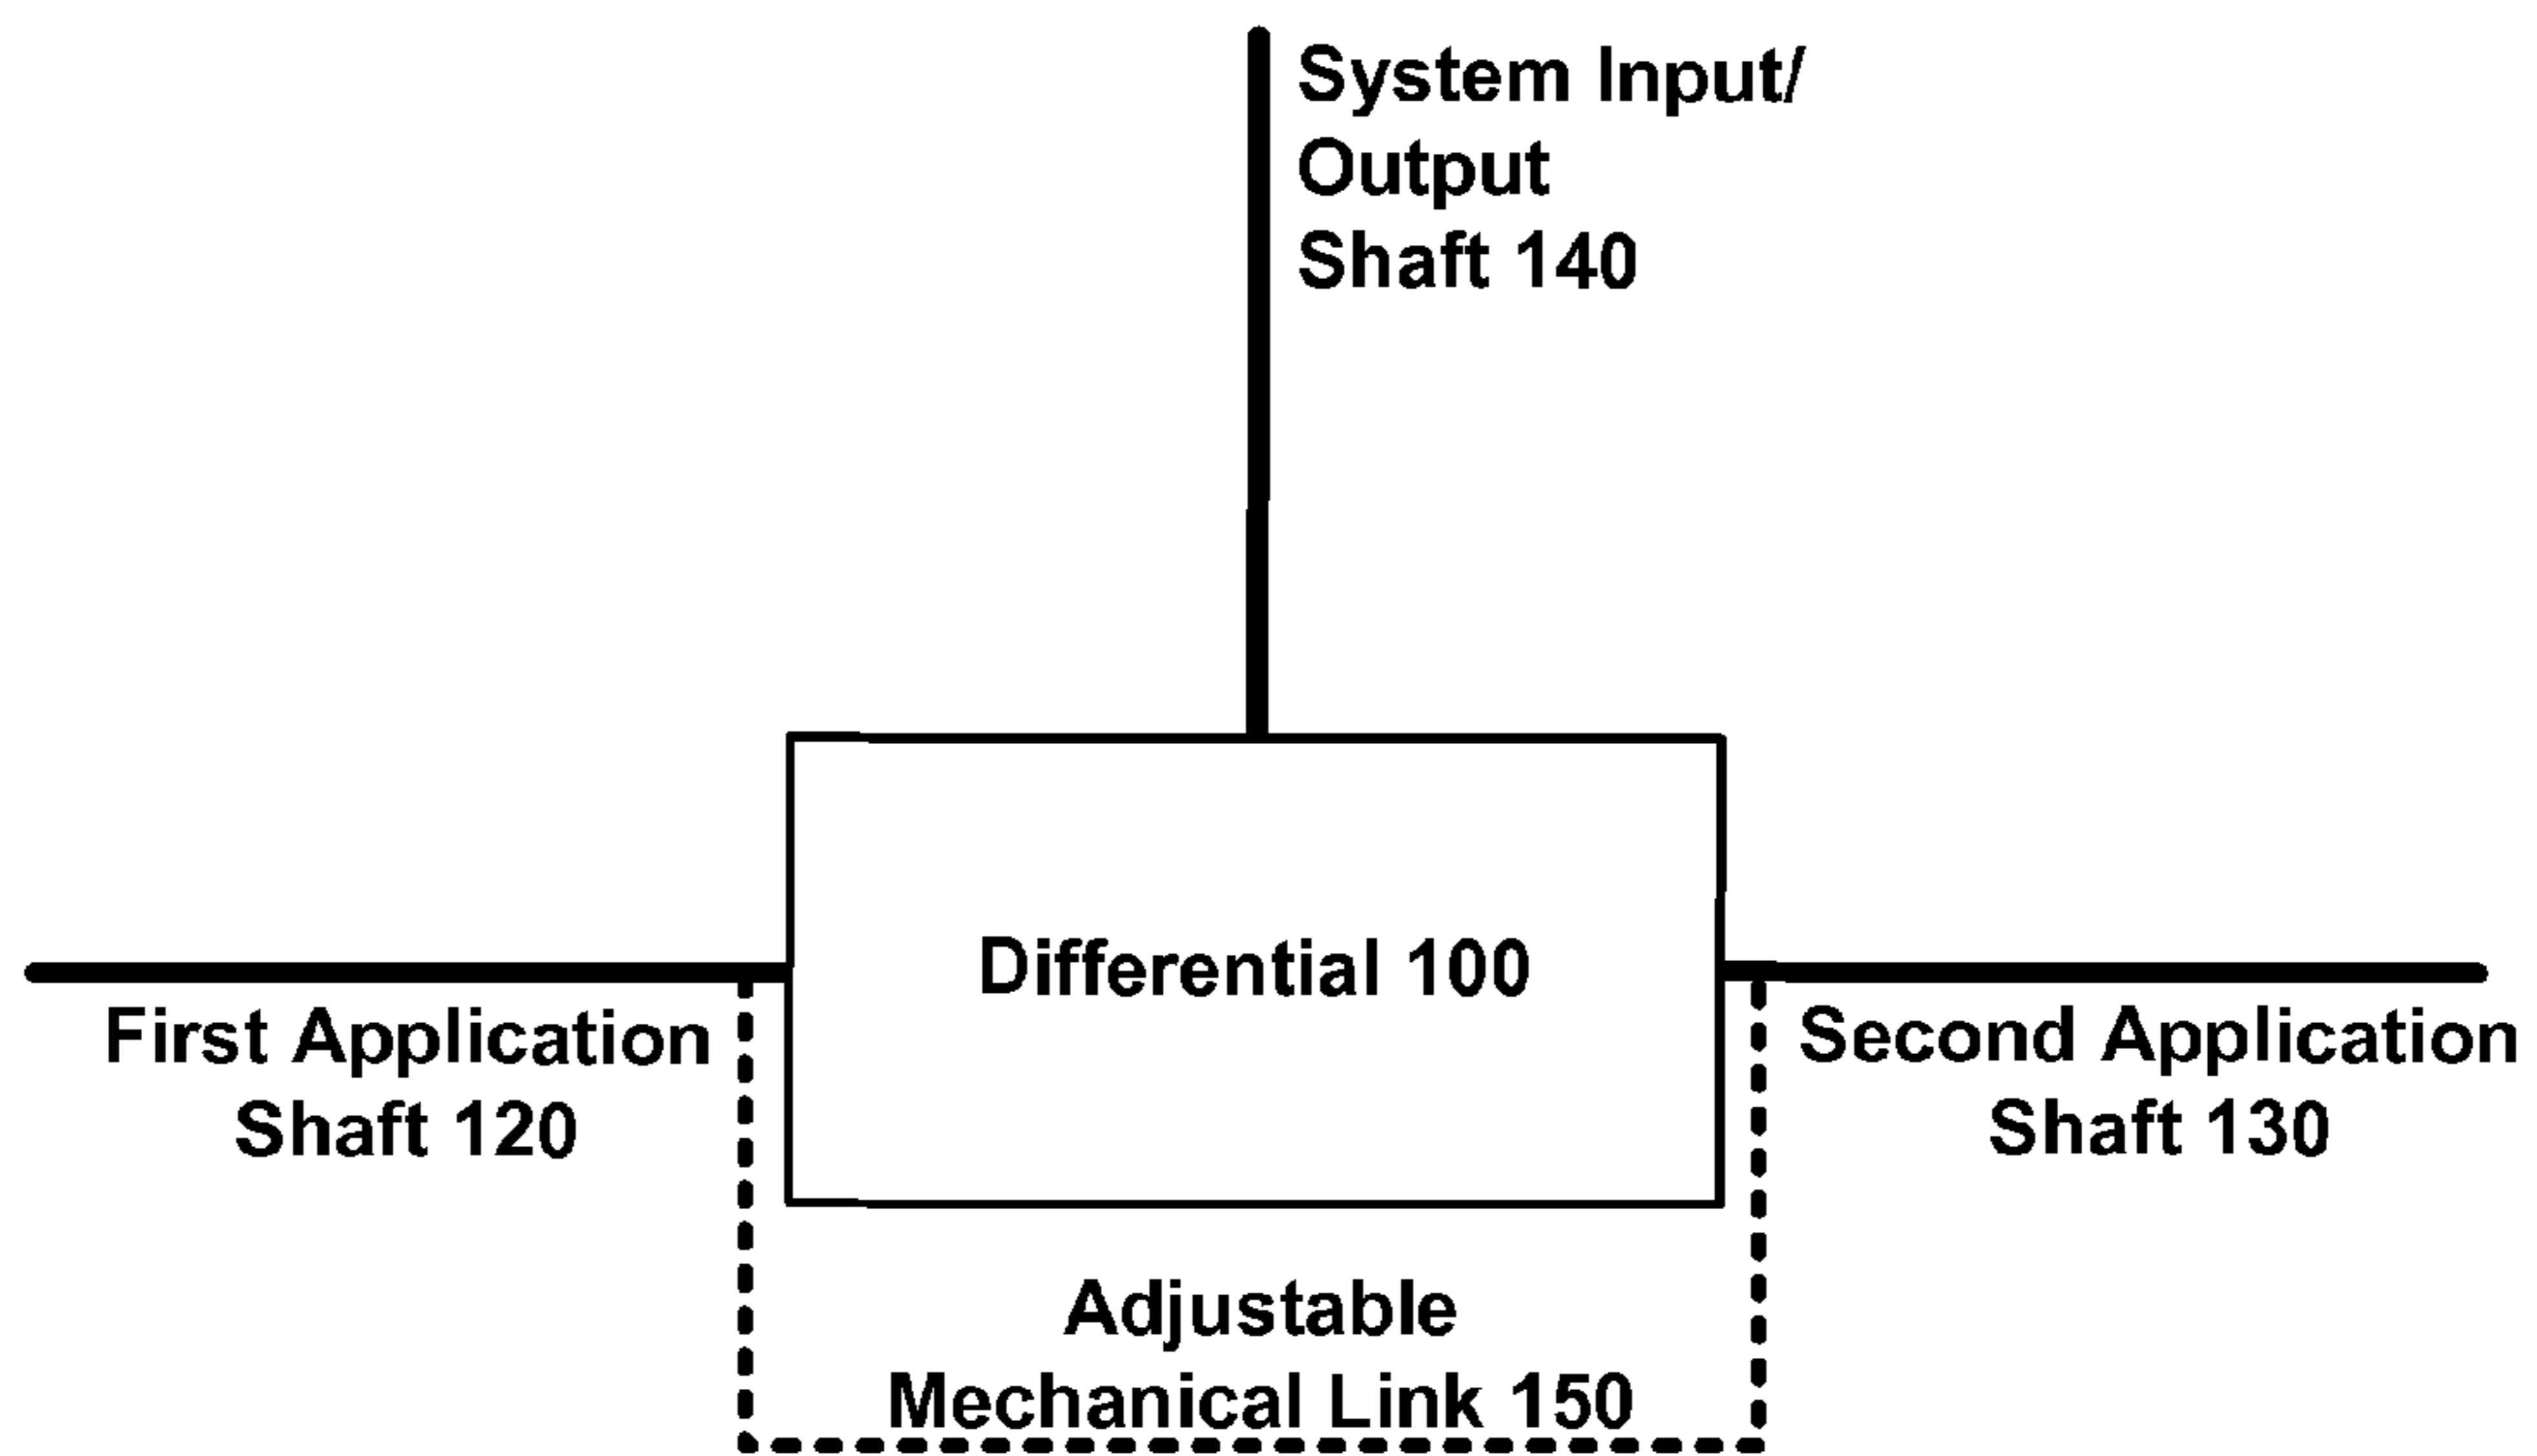 System Input/
Output
Shaft 140
Differential 100
First Application
Shaft 120
Second Application
Shaft 130
Adjustable
Mechanical Link 150